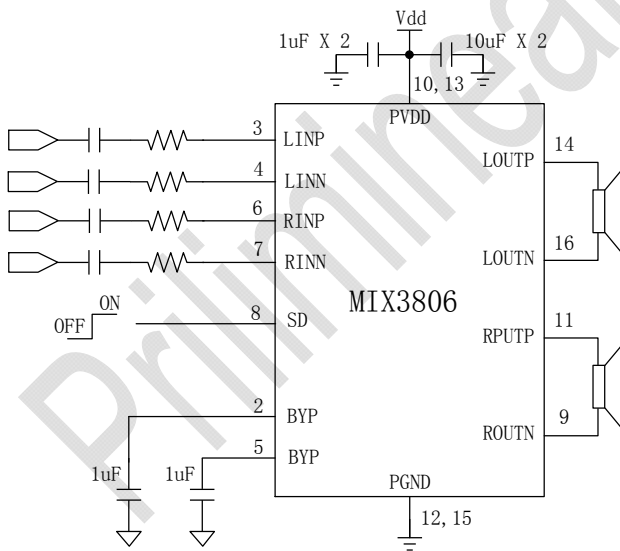 Vdd
1uF X 2
10uF X 2
10, 13
PVDD
3
LINP
4
LINN
6
RINP
7
RINN
ON
OFF
8
SD
MIX3806
14
LOUTP
16
LOUTN
11
RPUTP
9
ROUTN
2
BYP
5
BYP
1uF
1uF
PGND
12, 15
Priliminea